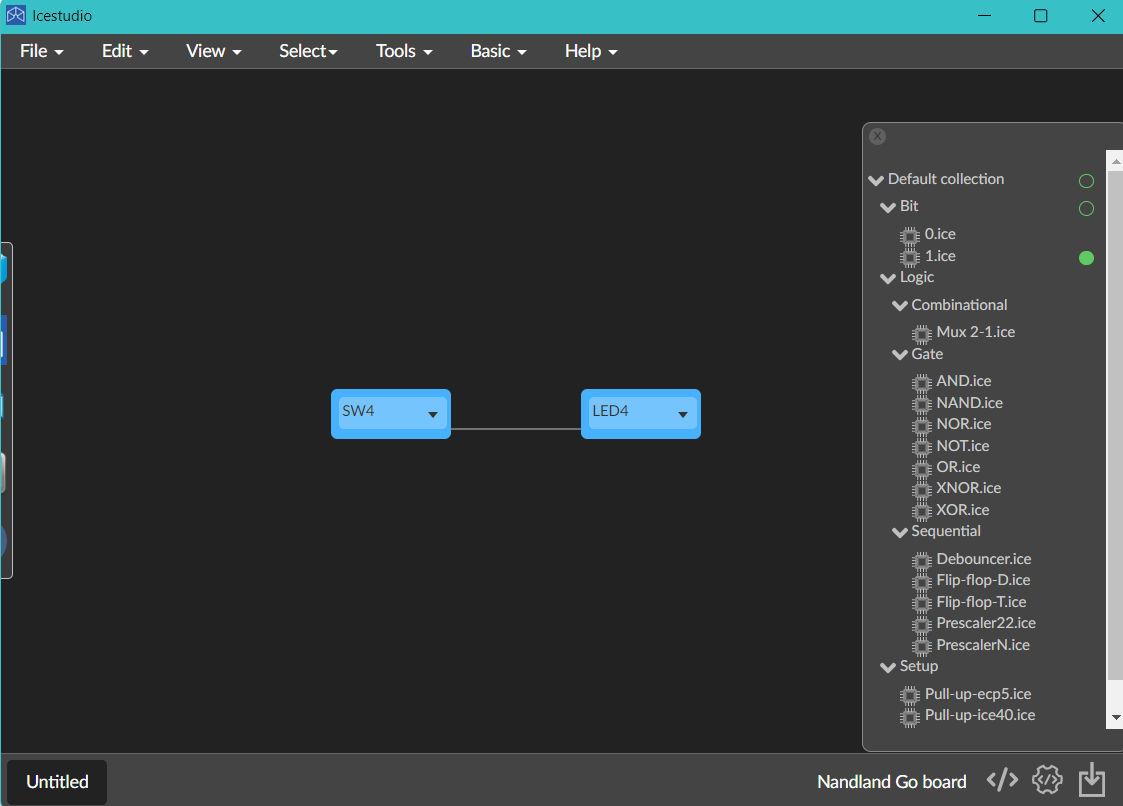 Icestudio
File Edit View Select Tools Basic Help
X
Default collection
Bit
0.ice
1.ice
Logic
Combinational
Mux 2-1.ice
Gate
AND.ice
NAND.ice
NOR.ice
NOT.ice
OR.ice
XNOR.ice
XOR.ice
Sequential
Debouncer.ice
Flip-flop-D.ice
Flip-flop-T.ice
Prescaler22.ice
PrescalerN.ice
Setup
Pull-up-ecp5.ice
Pull-up-ice40.ice
SW4
LED4
Untitled
Nandland Go board